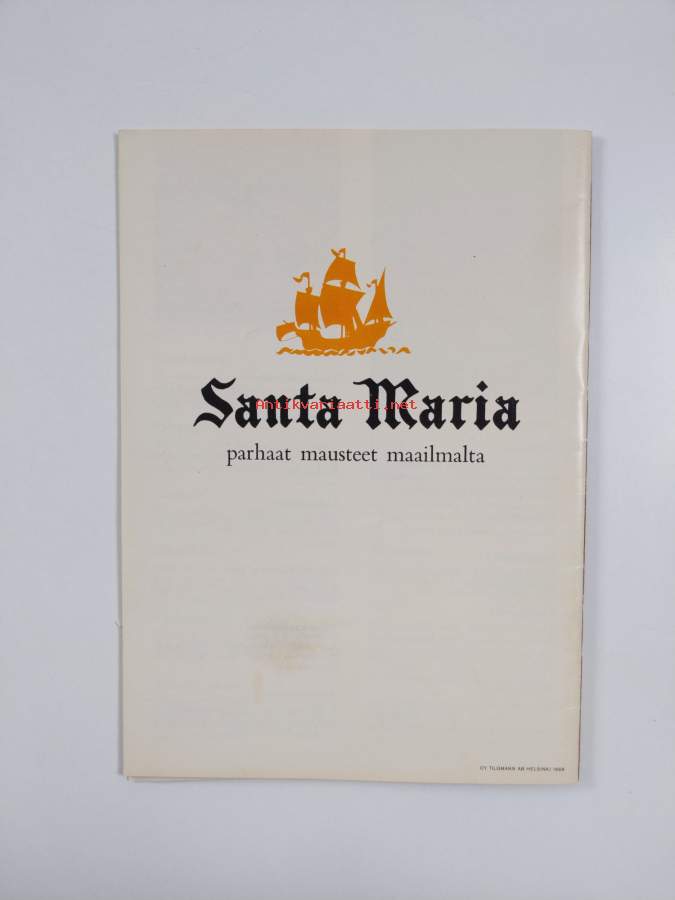 Santa Maria
Antikvariaatti.net
parhaat mausteet maailmalta
OY TILGMANN AB HELSINKI